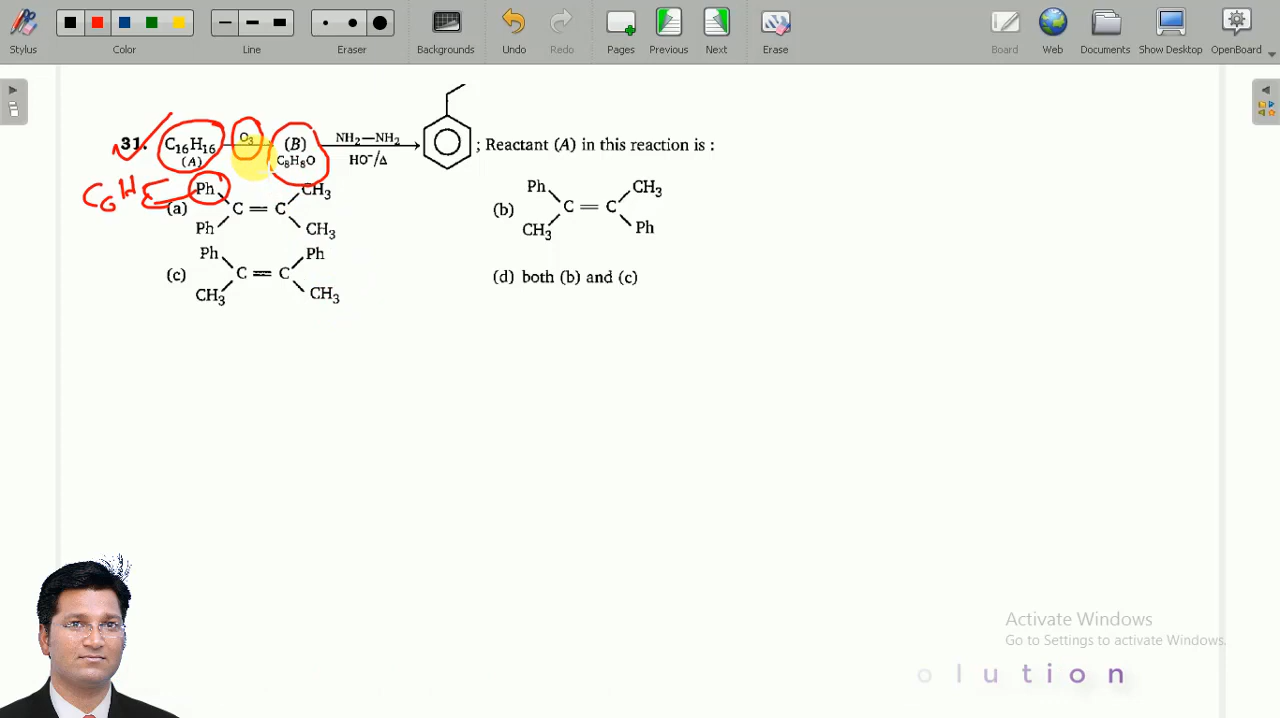 Stylus Color Line Eraser Backgrounds Undo Redo Pages Previous Next Erase Board Web Documents Show Desktop OpenBoard
31. C16H16 (A) O3 (B) C8H8O NH2—NH2 HO−/Δ ; Reactant (A) in this reaction is :
C6H5
(a) Ph Ph C = C CH3 CH3
(b) Ph CH3 C = C CH3 Ph
(c) Ph CH3 C = C Ph CH3
(d) both (b) and (c)
Activate Windows
Go to Settings to activate Windows.
olution